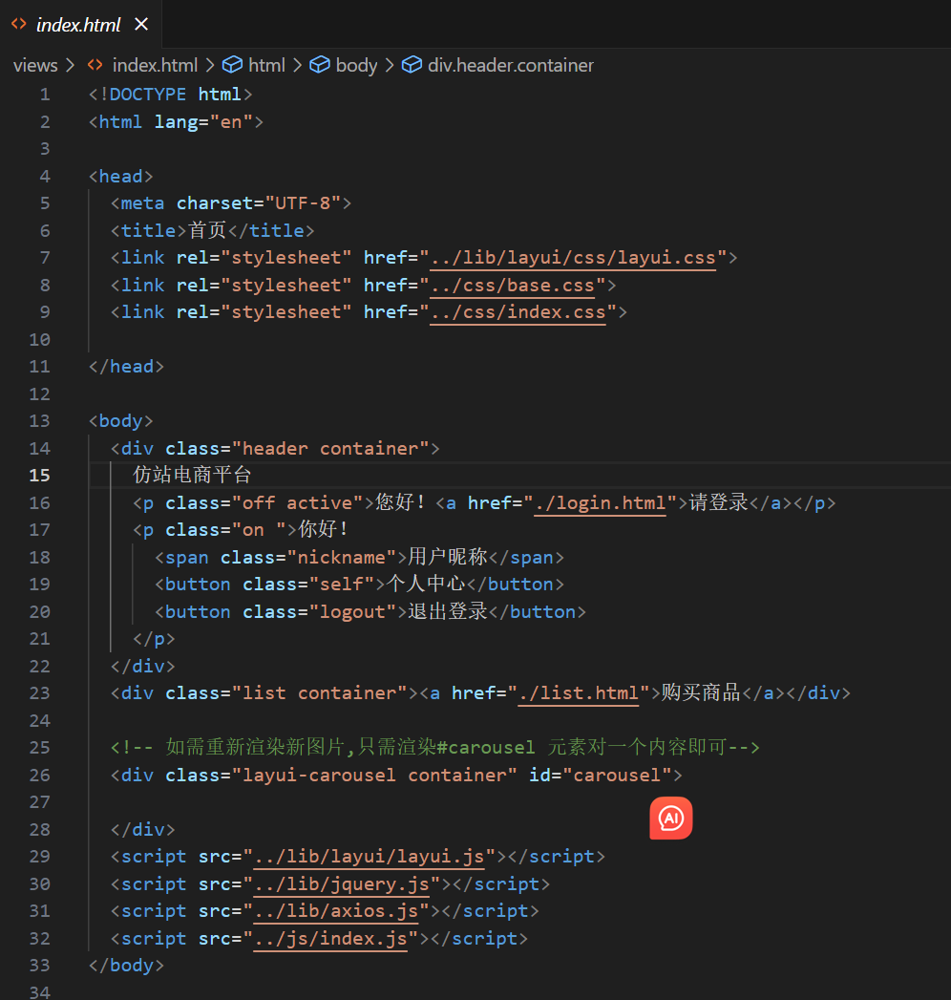 index.html
views > index.html > html > body > div.header.container
1 <!DOCTYPE html>
2 <html lang="en">
3
4 <head>
5   <meta charset="UTF-8">
6   <title>首页</title>
7   <link rel="stylesheet" href="../lib/layui/css/layui.css">
8   <link rel="stylesheet" href="../css/base.css">
9   <link rel="stylesheet" href="../css/index.css">
10
11 </head>
12
13 <body>
14   <div class="header container">
15     仿站电商平台
16     <p class="off active">您好！<a href="./login.html">请登录</a></p>
17     <p class="on ">你好！
18       <span class="nickname">用户昵称</span>
19       <button class="self">个人中心</button>
20       <button class="logout">退出登录</button>
21     </p>
22   </div>
23   <div class="list container"><a href="./list.html">购买商品</a></div>
24
25   <!-- 如需重新渲染新图片,只需渲染#carousel 元素对一个内容即可-->
26   <div class="layui-carousel container" id="carousel">
27
AI
28   </div>
29   <script src="../lib/layui/layui.js"></script>
30   <script src="../lib/jquery.js"></script>
31   <script src="../lib/axios.js"></script>
32   <script src="../js/index.js"></script>
33 </body>
34